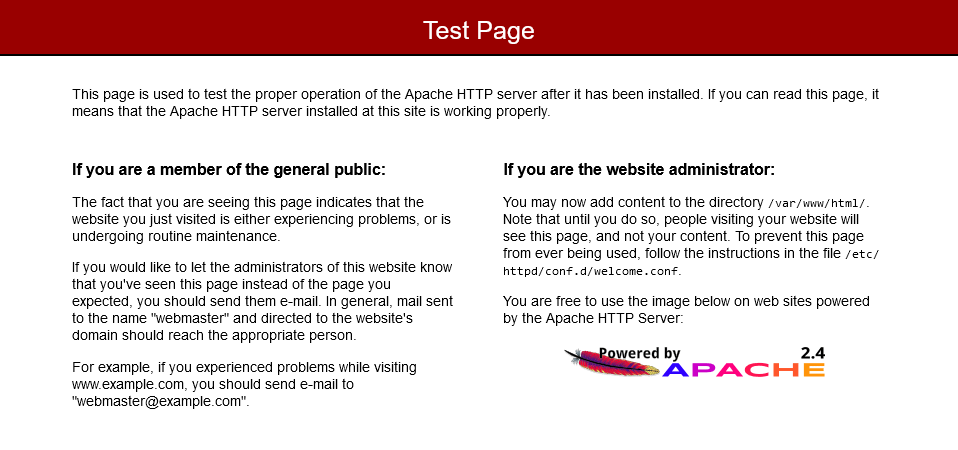 Test Page
This page is used to test the proper operation of the Apache HTTP server after it has been installed. If you can read this page, it
means that the Apache HTTP server installed at this site is working properly.
If you are a member of the general public:
The fact that you are seeing this page indicates that the
website you just visited is either experiencing problems, or is
undergoing routine maintenance.
If you would like to let the administrators of this website know
that you've seen this page instead of the page you
expected, you should send them e-mail. In general, mail sent
to the name "webmaster" and directed to the website's
domain should reach the appropriate person.
For example, if you experienced problems while visiting
www.example.com, you should send e-mail to
"webmaster@example.com".
If you are the website administrator:
You may now add content to the directory /var/www/html/.
Note that until you do so, people visiting your website will
see this page, and not your content. To prevent this page
from ever being used, follow the instructions in the file /etc/
httpd/conf.d/welcome.conf.
You are free to use the image below on web sites powered
by the Apache HTTP Server:
Powered by 2.4
APACHE